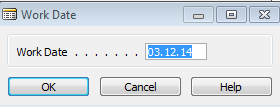 Work Date
Work Date . . . . . . . 03.12.14
OK Cancel Help